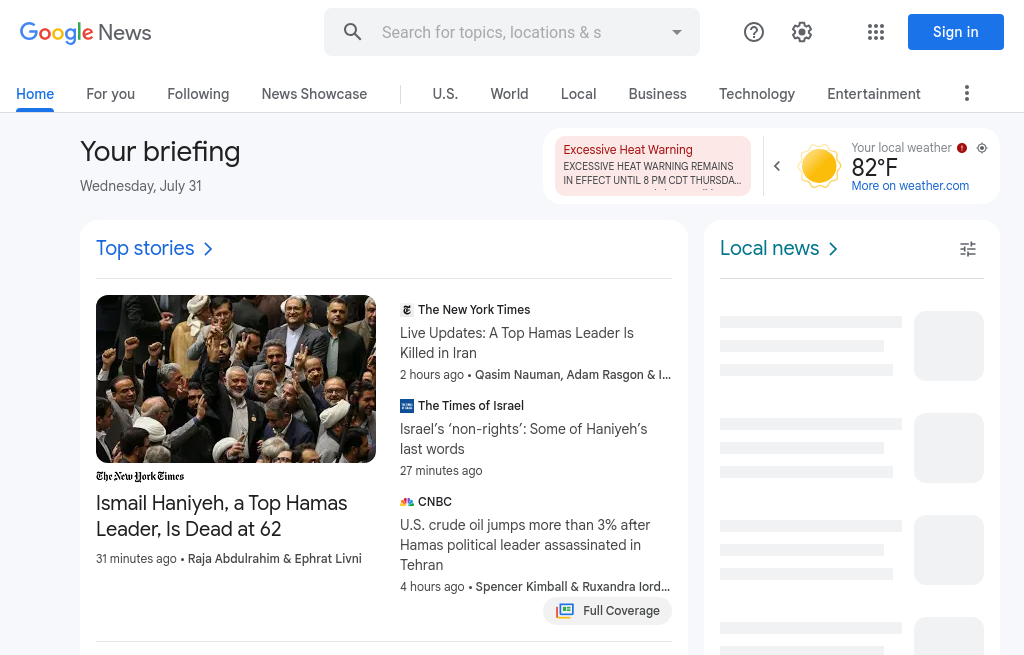 Google News
Search for topics, locations & s
Sign in
Home
For you
Following
News Showcase
U.S.
World
Local
Business
Technology
Entertainment
Your briefing
Wednesday, July 31
Excessive Heat Warning
EXCESSIVE HEAT WARNING REMAINS
IN EFFECT UNTIL 8 PM CDT THURSDA...
Your local weather
82°F
More on weather.com
Top stories
The New York Times
Ismail Haniyeh, a Top Hamas
Leader, Is Dead at 62
31 minutes ago • Raja Abdulrahim & Ephrat Livni
The New York Times
Live Updates: A Top Hamas Leader Is
Killed in Iran
2 hours ago • Qasim Nauman, Adam Rasgon & I...
The Times of Israel
Israel’s ‘non-rights’: Some of Haniyeh’s
last words
27 minutes ago
CNBC
U.S. crude oil jumps more than 3% after
Hamas political leader assassinated in
Tehran
4 hours ago • Spencer Kimball & Ruxandra Iord...
Full Coverage
Local news